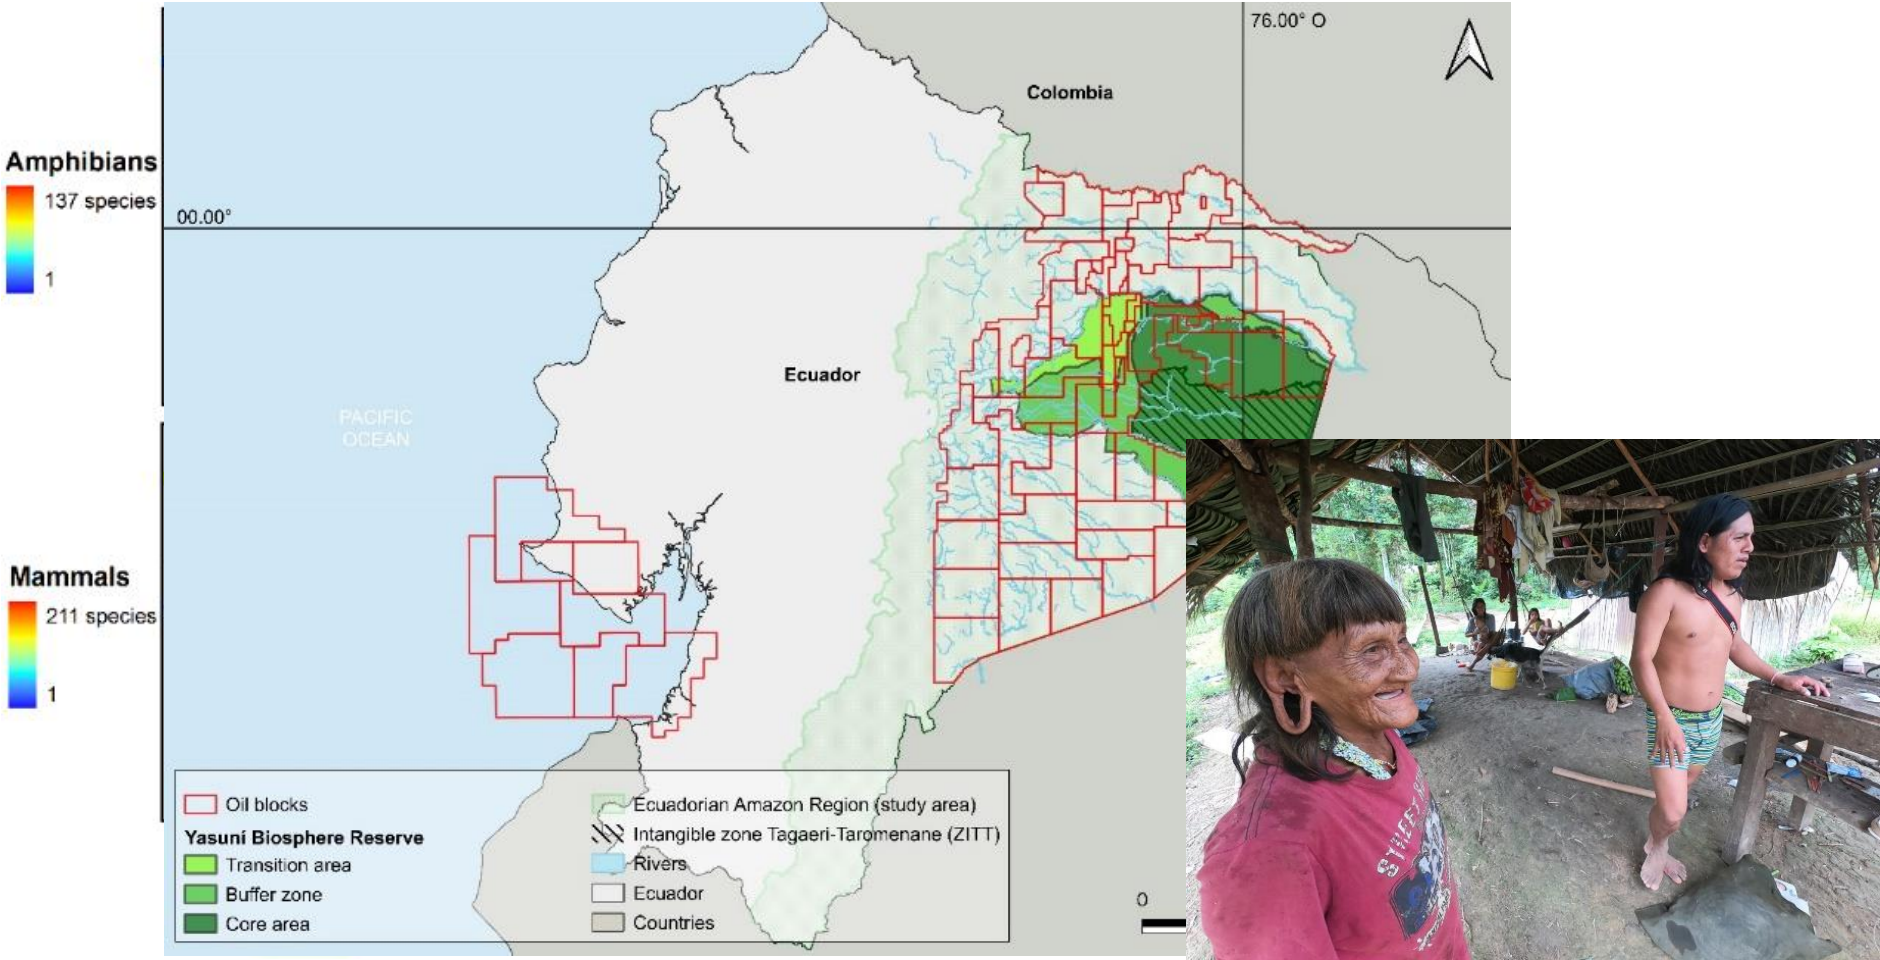 Amphibians
137 species
1
Mammals
211 species
1
76.00° O
Colombia
00.00°
Ecuador
PACIFIC
OCEAN
Oil blocks
Yasuní Biosphere Reserve
Transition area
Buffer zone
Core area
Ecuadorian Amazon Region (study area)
Intangible zone Tagaeri-Taromenane (ZITT)
Rivers
Ecuador
Countries
0